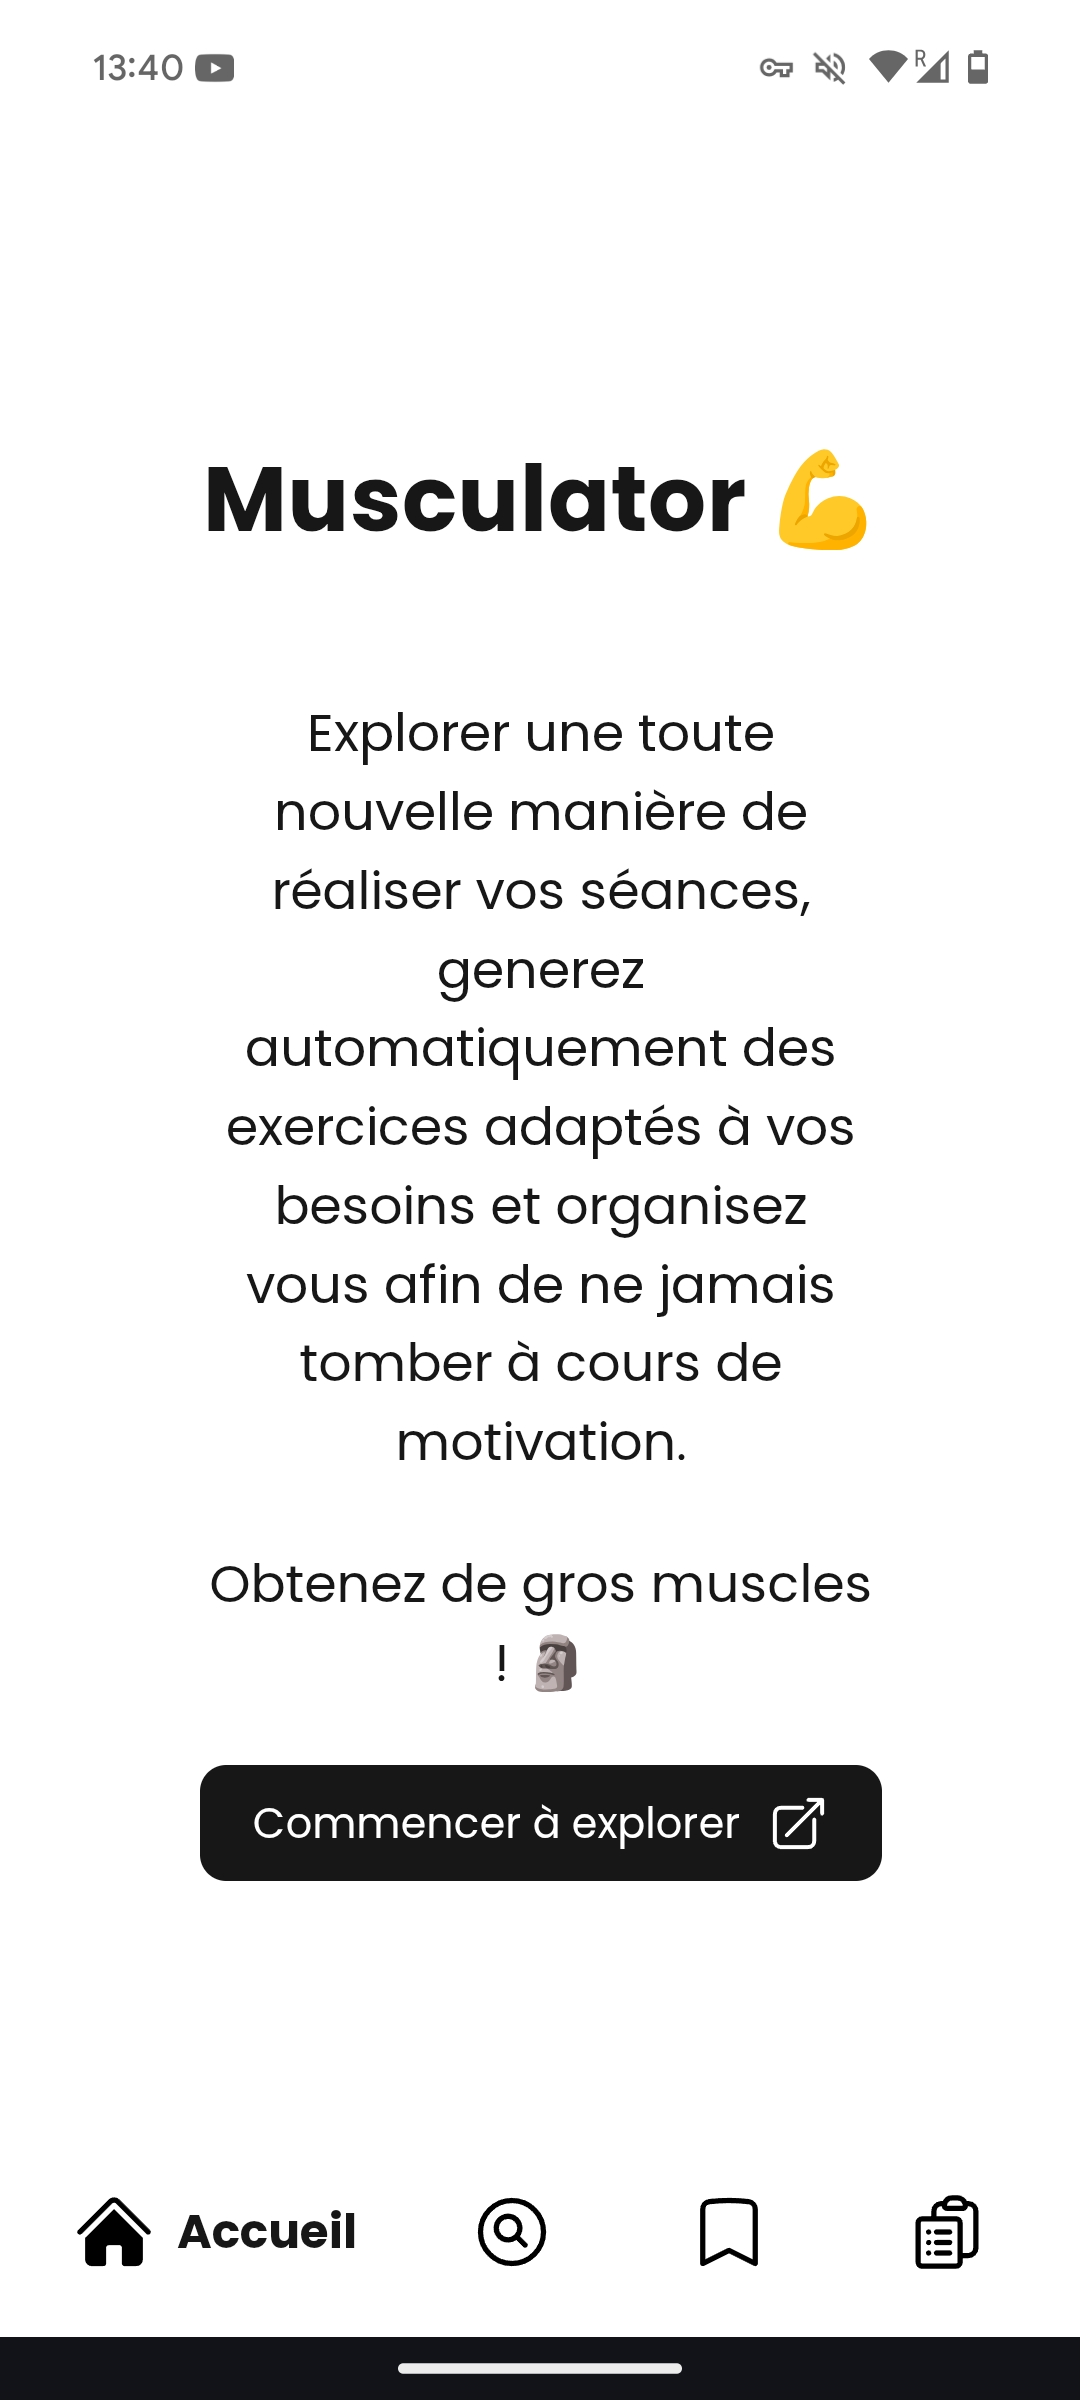 13:40
R
Musculator 💪
Explorer une toute
nouvelle manière de
réaliser vos séances,
generez
automatiquement des
exercices adaptés à vos
besoins et organisez
vous afin de ne jamais
tomber à cours de
motivation.
Obtenez de gros muscles
! 🗿
Commencer à explorer
Accueil